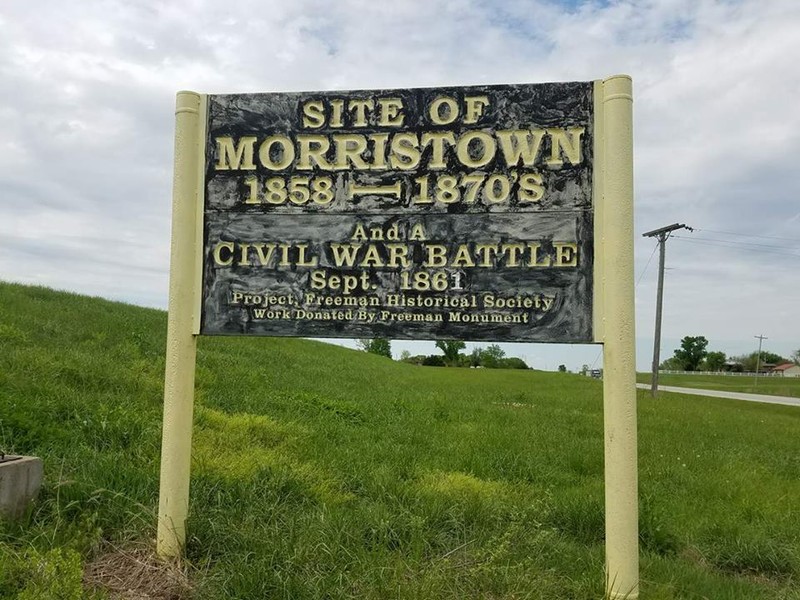 SITE OF
MORRISTOWN
1858 — 1870'S
And A
CIVIL WAR BATTLE
Sept. 1861
Project, Freeman Historical Society
Work Donated By Freeman Monument